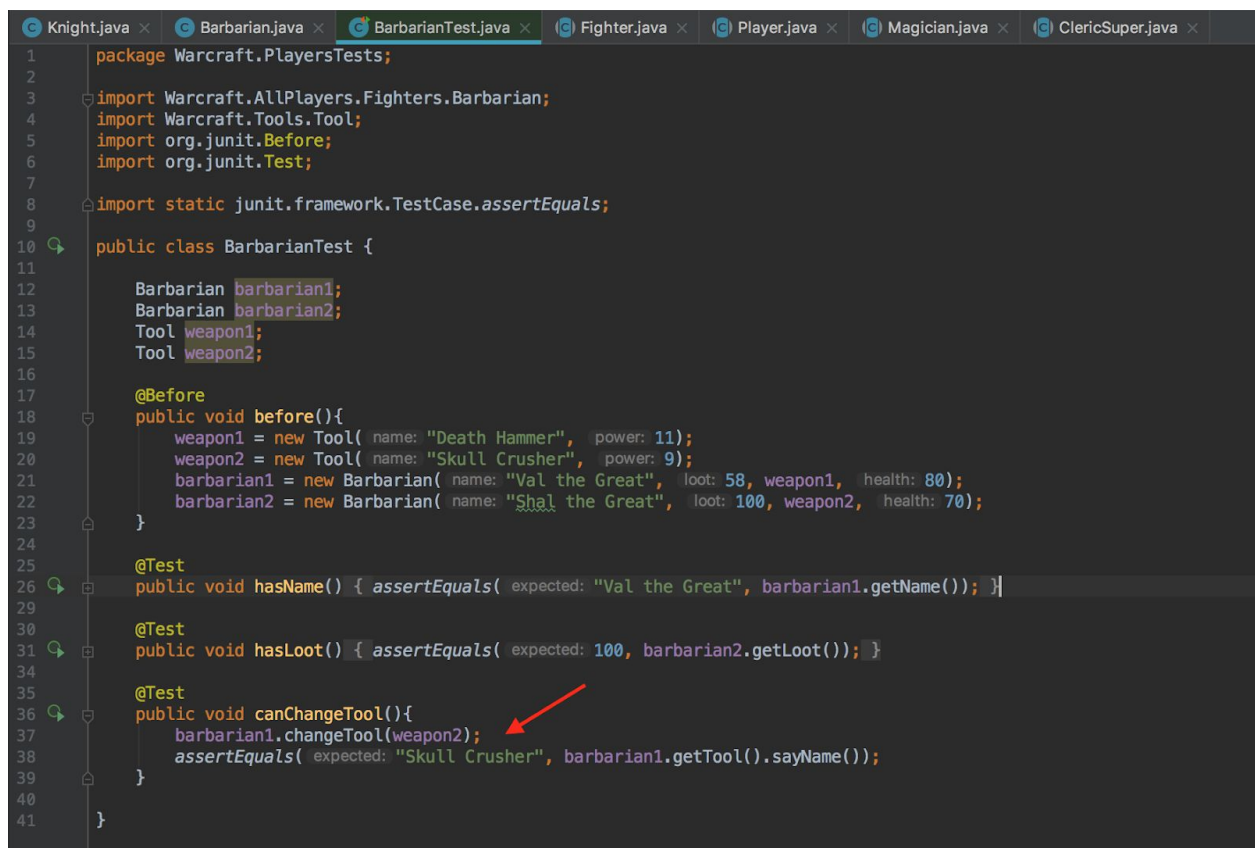 Knight.java × Barbarian.java × BarbarianTest.java × Fighter.java × Player.java × Magician.java × ClericSuper.java ×
1 package Warcraft.PlayersTests;
2
3 import Warcraft.AllPlayers.Fighters.Barbarian;
4 import Warcraft.Tools.Tool;
5 import org.junit.Before;
6 import org.junit.Test;
7
8 import static junit.framework.TestCase.assertEquals;
9
10 public class BarbarianTest {
11
12 Barbarian barbarian1;
13 Barbarian barbarian2;
14 Tool weapon1;
15 Tool weapon2;
16
17 @Before
18 public void before(){
19 weapon1 = new Tool( name: "Death Hammer", power: 11);
20 weapon2 = new Tool( name: "Skull Crusher", power: 9);
21 barbarian1 = new Barbarian( name: "Val the Great", loot: 58, weapon1, health: 80);
22 barbarian2 = new Barbarian( name: "Shal the Great", loot: 100, weapon2, health: 70);
23 }
24
25 @Test
26 public void hasName() { assertEquals( expected: "Val the Great", barbarian1.getName()); }
29
30 @Test
31 public void hasLoot() { assertEquals( expected: 100, barbarian2.getLoot()); }
34
35 @Test
36 public void canChangeTool(){
37 barbarian1.changeTool(weapon2);
38 assertEquals( expected: "Skull Crusher", barbarian1.getTool().sayName());
39 }
40
41 }